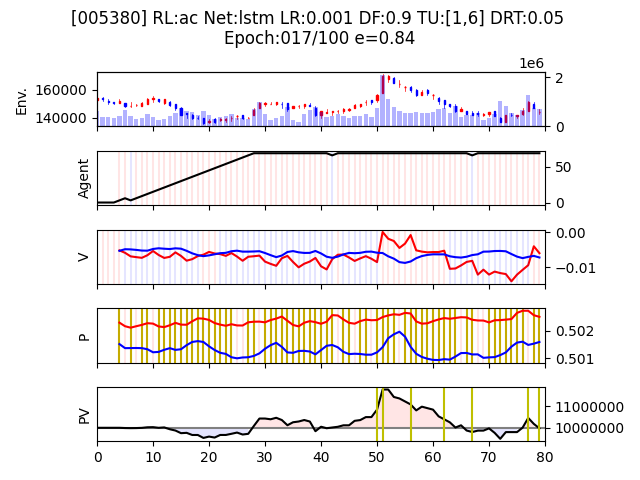 [005380] RL:ac Net:lstm LR:0.001 DF:0.9 TU:[1,6] DRT:0.05
Epoch:017/100 e=0.84
1e6
Env.
160000
140000
2
0
Agent
50
0
V
0.00
−0.01
P
0.502
0.501
PV
11000000
10000000
0 10 20 30 40 50 60 70 80